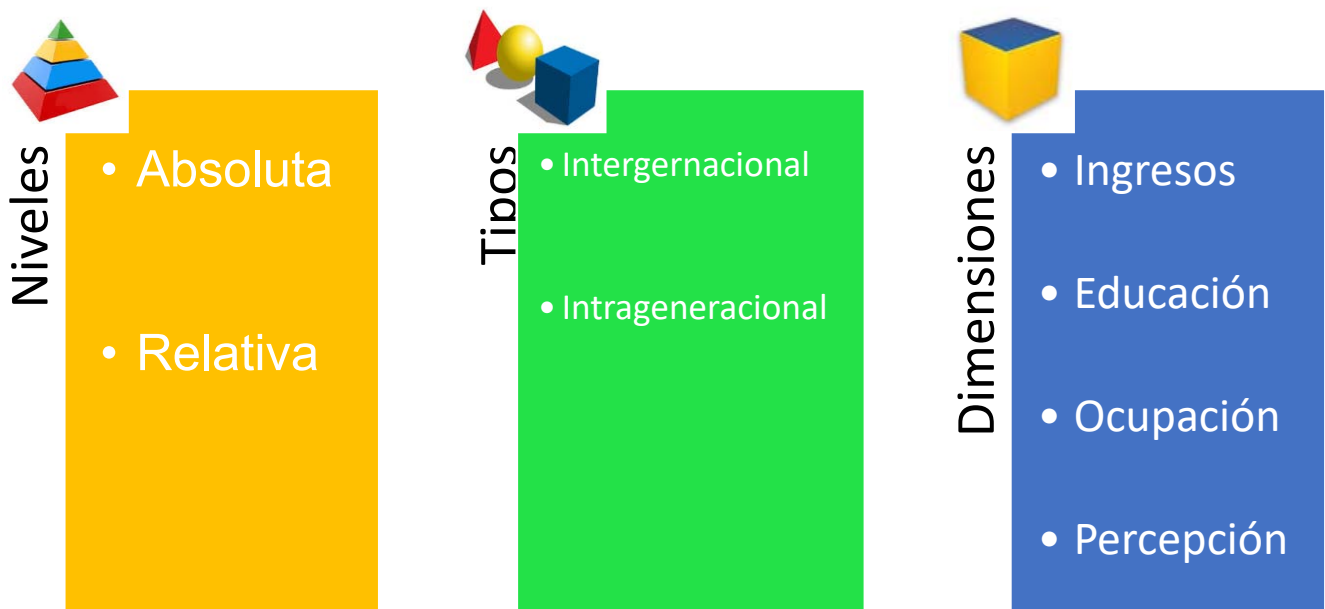 Niveles
• Absoluta
• Relativa
Tipos
• Intergernacional
• Intrageneracional
Dimensiones
• Ingresos
• Educación
• Ocupación
• Percepción